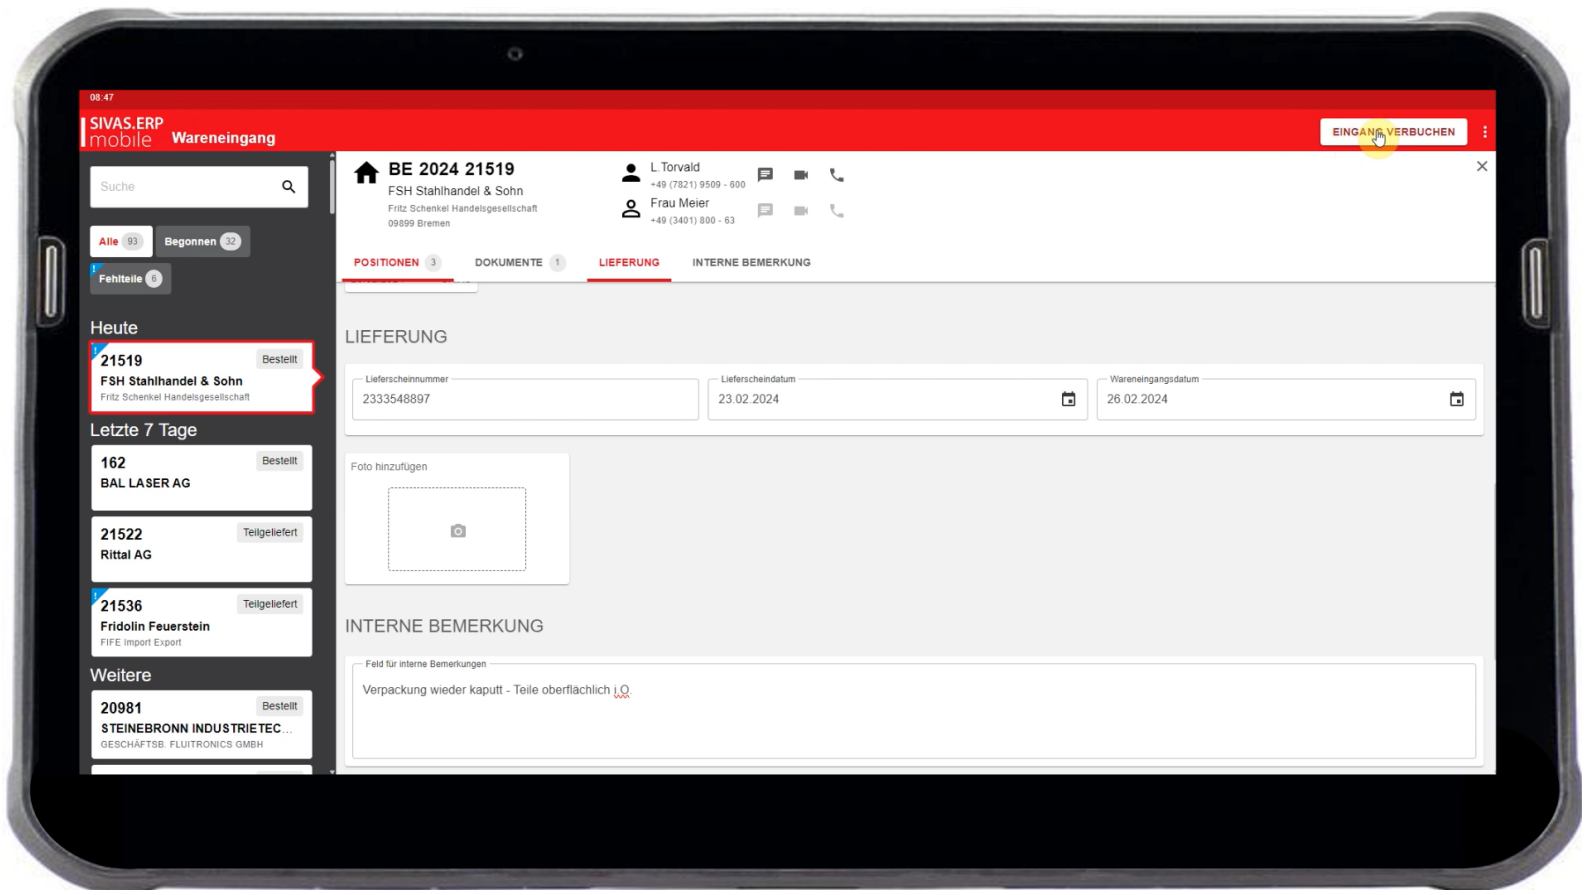 08:47
SIVAS.ERP
mobile Wareneingang
EINGANG VERBUCHEN
Suche
Alle 93
Begonnen 32
Fehlteile 6
Heute
21519 Bestellt
FSH Stahlhandel & Sohn
Fritz Schenkel Handelsgesellschaft
Letzte 7 Tage
162 Bestellt
BAL LASER AG
21522 Teilgeliefert
Rittal AG
21536 Teilgeliefert
Fridolin Feuerstein
FIFE Import Export
Weitere
20981 Bestellt
STEINEBRONN INDUSTRIETEC...
GESCHÄFTSB. FLUITRONICS GMBH
BE 2024 21519
FSH Stahlhandel & Sohn
Fritz Schenkel Handelsgesellschaft
09899 Bremen
L.Torvald
+49 (7821) 9509 - 600
Frau Meier
+49 (3401) 800 - 63
POSITIONEN 3 DOKUMENTE 1 LIEFERUNG INTERNE BEMERKUNG
LIEFERUNG
Lieferscheinnummer
2333548897
Lieferscheindatum
23.02.2024
Wareneingangsdatum
26.02.2024
Foto hinzufügen
INTERNE BEMERKUNG
Feld für interne Bemerkungen
Verpackung wieder kaputt - Teile oberflächlich i.O.